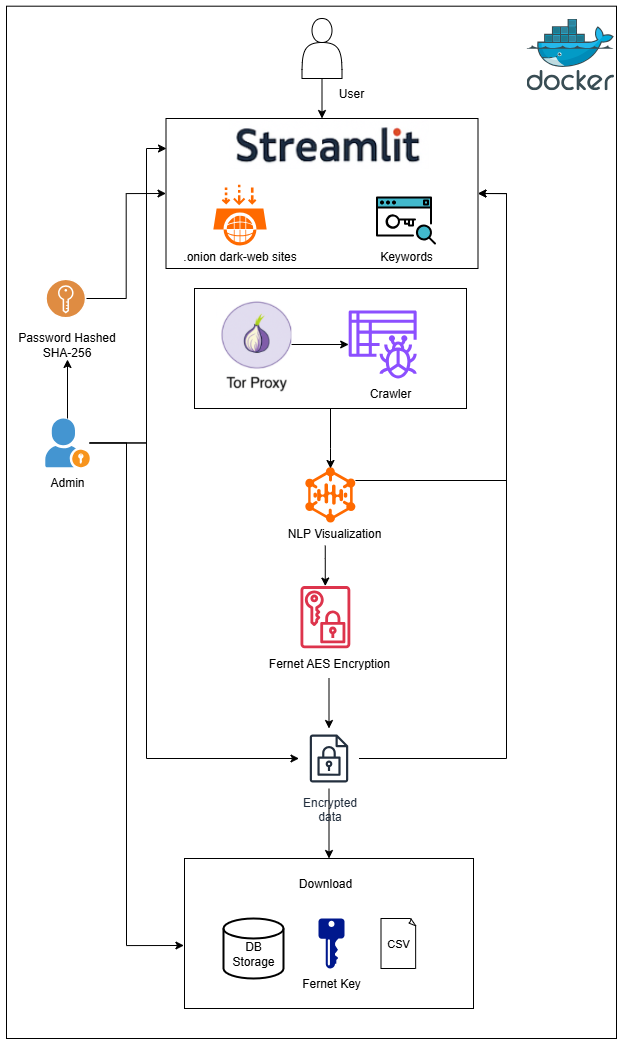 docker
User
Streamlit
.onion dark-web sites
Keywords
Password Hashed
SHA-256
Tor Proxy
Crawler
Admin
NLP Visualization
Fernet AES Encryption
Encrypted
data
Download
DB
Storage
CSV
Fernet Key